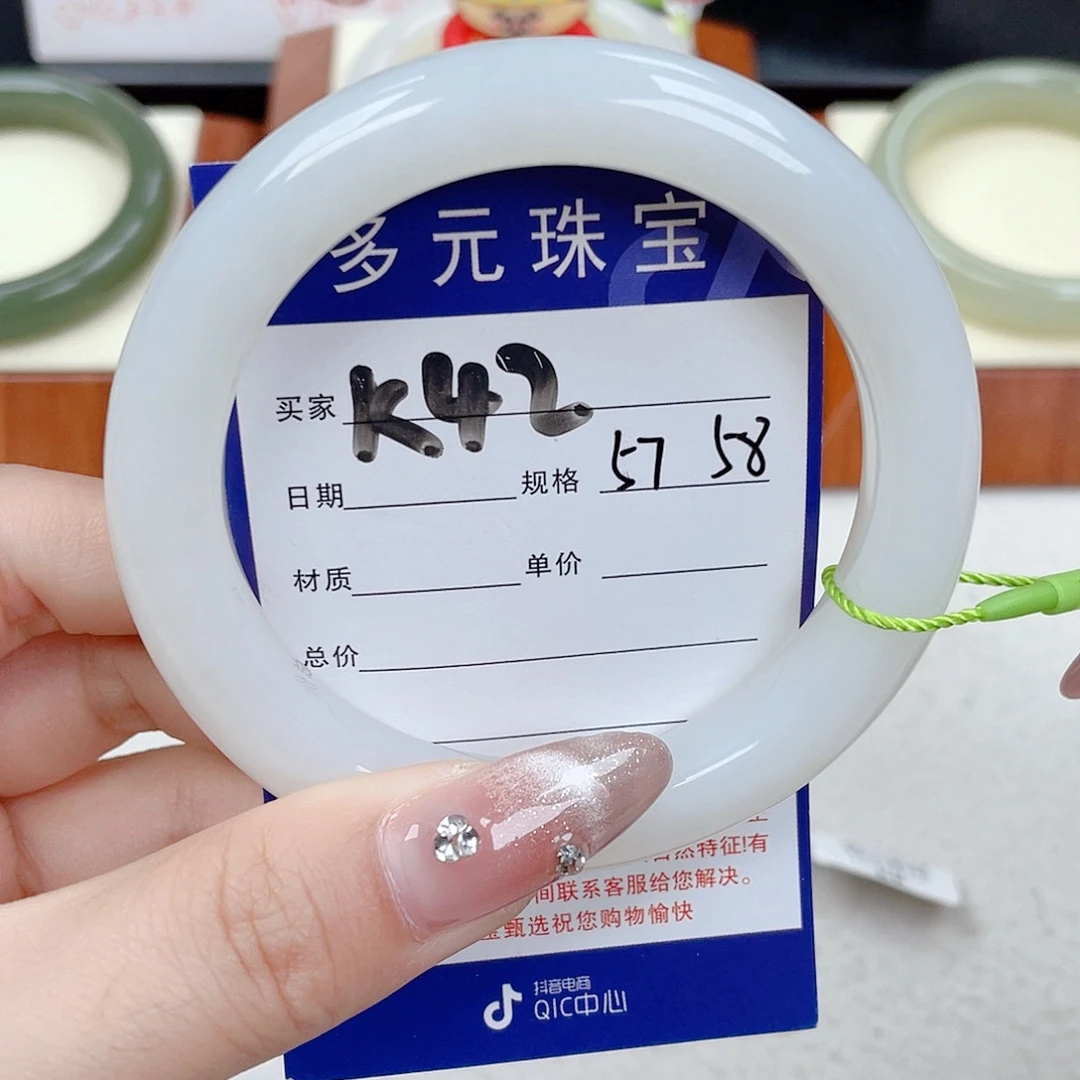 多元珠宝
买家 K42
日期 规格 57 58
材质 单价
总价
自然特征!有
间联系客服给您解决。
甄选祝您购物愉快
抖音电商
QIC中心